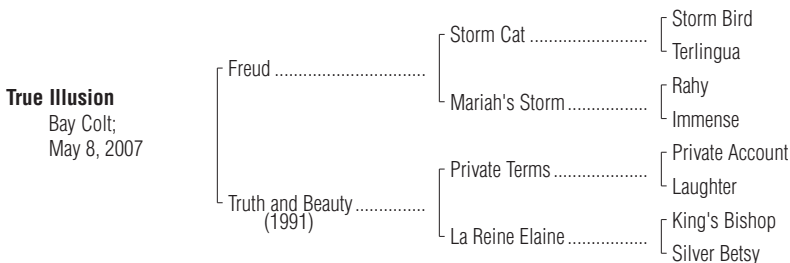 Storm Bird
Storm Cat ..........................
Terlingua
Freud .................................
Rahy
Mariah's Storm ..................
Immense
True Illusion
Bay Colt;
May 8, 2007
Private Account
Private Terms .....................
Laughter
Truth and Beauty ...............
(1991)
King's Bishop
La Reine Elaine ..................
Silver Betsy